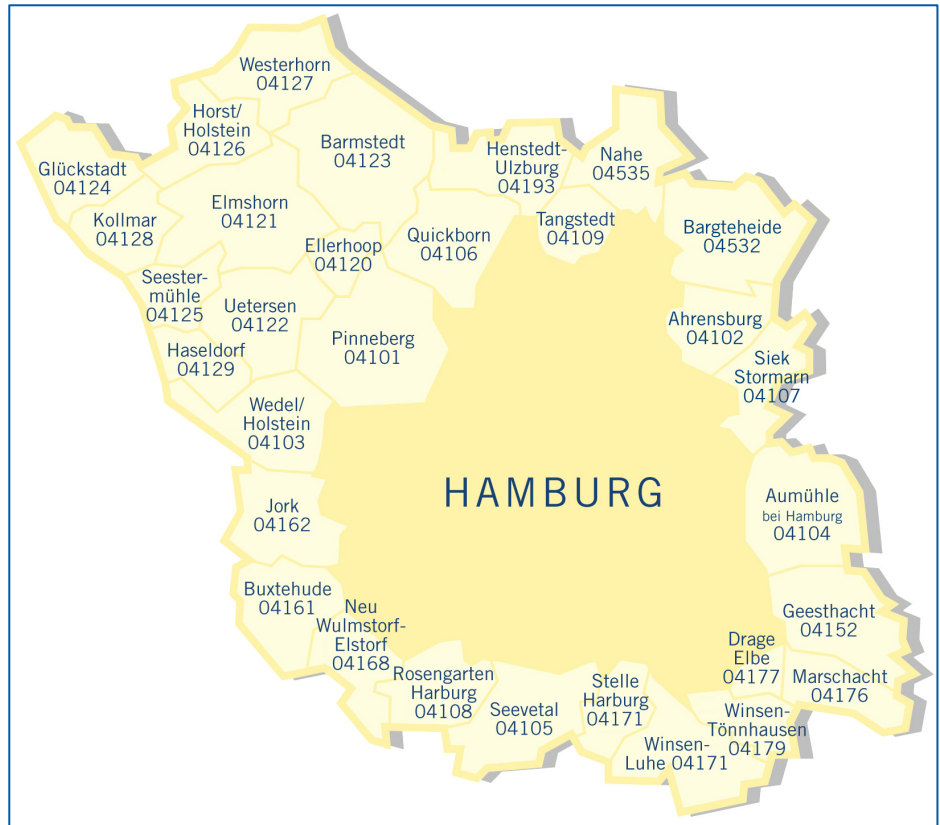 Westerhorn
04127
Horst/
Holstein
04126
Barmstedt
04123
Henstedt-
Ulzburg
04193
Nahe
04535
Glückstadt
04124
Kollmar
04128
Elmshorn
04121
Ellerhoop
04120
Quickborn
04106
Tangstedt
04109
Bargteheide
04532
Seester-
mühle
04125
Uetersen
04122
Haseldorf
04129
Pinneberg
04101
Ahrensburg
04102
Siek
Stormarn
04107
Wedel/
Holstein
04103
HAMBURG
Jork
04162
Aumühle
bei Hamburg
04104
Buxtehude
04161
Neu
Wulmstorf-
Elstorf
04168
Geesthacht
04152
Drage
Elbe
04177
Marschacht
04176
Rosengarten
Harburg
04108
Seevetal
04105
Stelle
Harburg
04171
Winsen-
Tönnhausen
04179
Winsen-
Luhe 04171